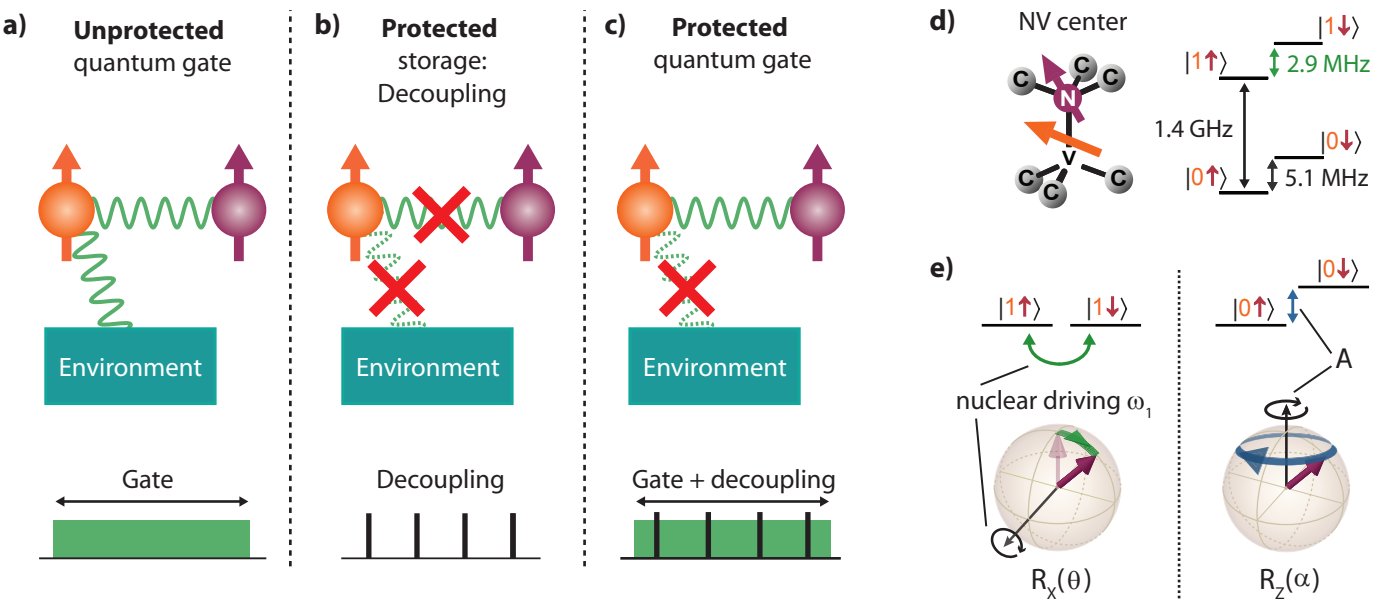 a)
Unprotected
quantum gate
Environment
Gate
b)
Protected
storage:
Decoupling
Environment
Decoupling
c)
Protected
quantum gate
Environment
Gate + decoupling
d)
NV center
C
C
C
N
V
C
C
C
|1↓⟩
|1↑⟩
2.9 MHz
1.4 GHz
|0↓⟩
|0↑⟩
5.1 MHz
e)
|1↑⟩ |1↓⟩
nuclear driving ω₁
Rₓ(θ)
|0↓⟩
|0↑⟩
A
R_Z(α)